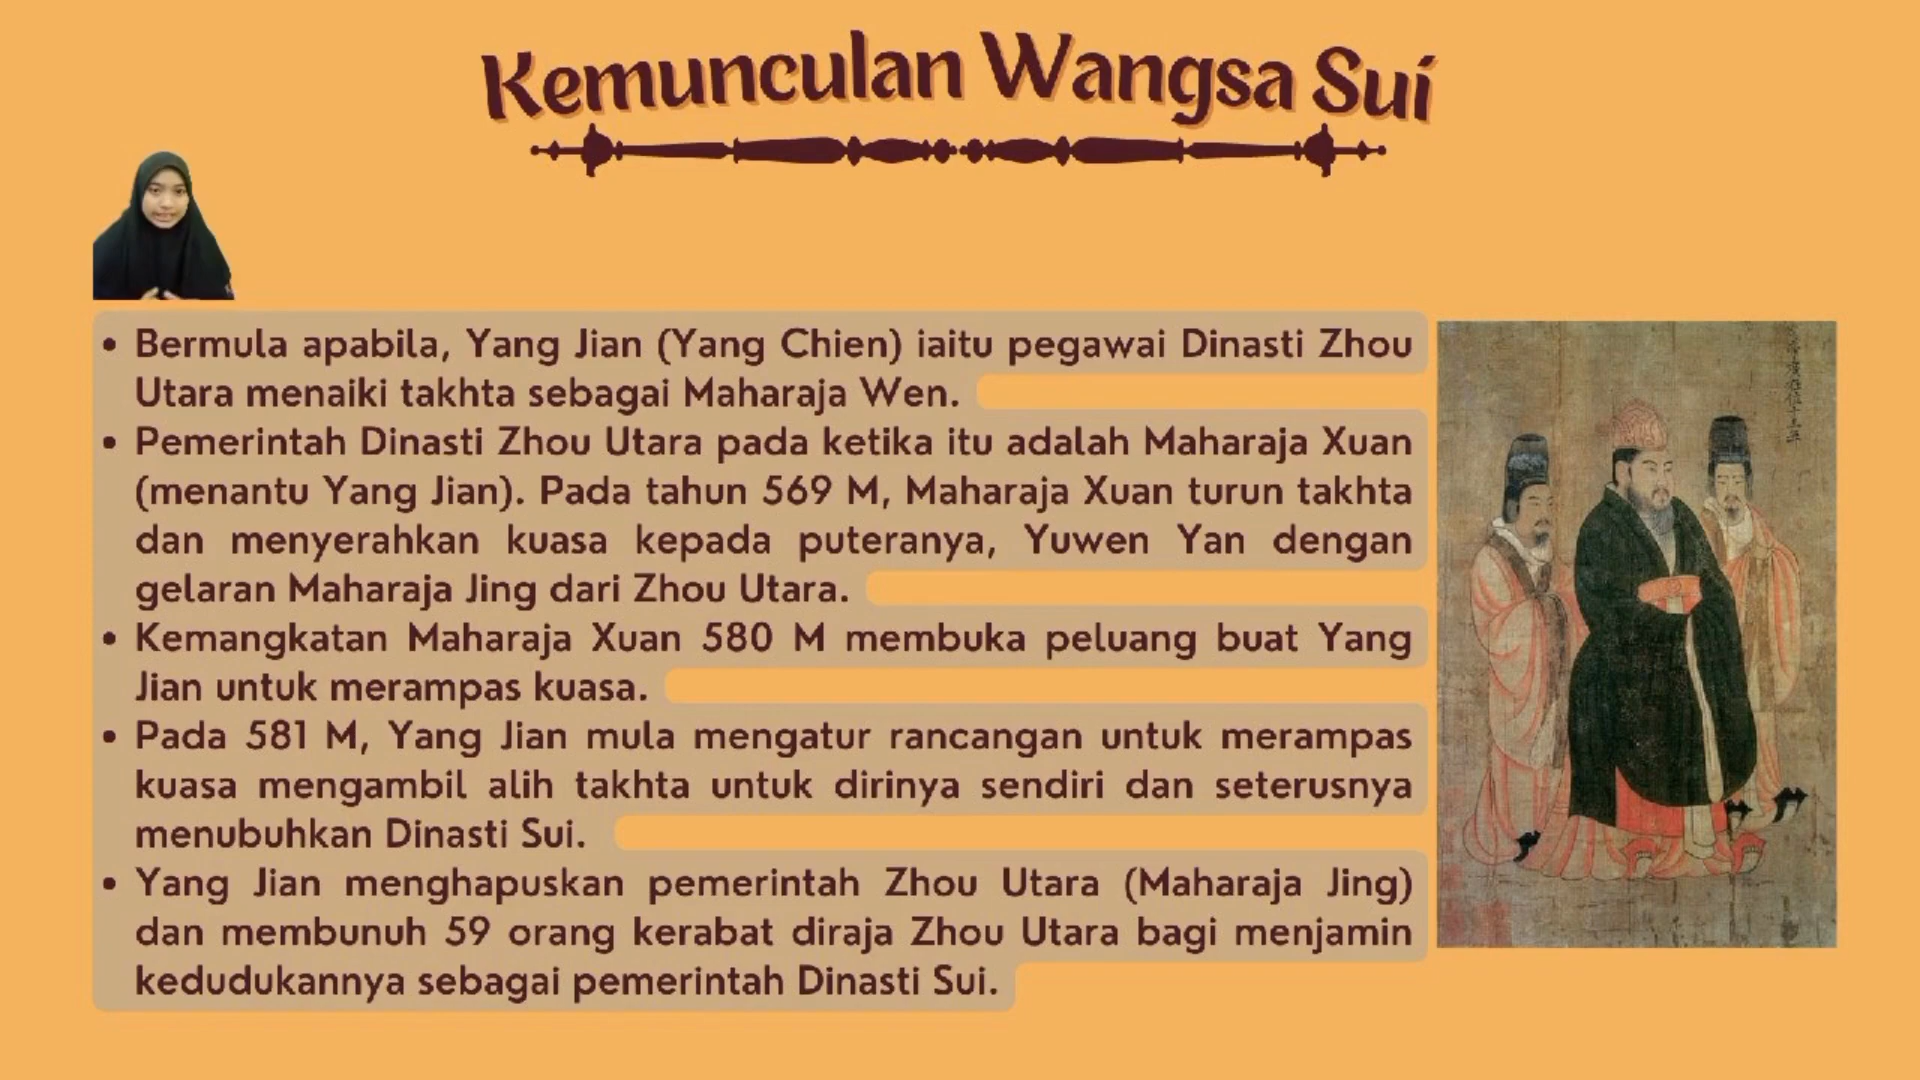 Kemunculan Wangsa Sui
• Bermula apabila, Yang Jian (Yang Chien) iaitu pegawai Dinasti Zhou
Utara menaiki takhta sebagai Maharaja Wen.
• Pemerintah Dinasti Zhou Utara pada ketika itu adalah Maharaja Xuan
(menantu Yang Jian). Pada tahun 569 M, Maharaja Xuan turun takhta
dan menyerahkan kuasa kepada puteranya, Yuwen Yan dengan
gelaran Maharaja Jing dari Zhou Utara.
• Kemangkatan Maharaja Xuan 580 M membuka peluang buat Yang
Jian untuk merampas kuasa.
• Pada 581 M, Yang Jian mula mengatur rancangan untuk merampas
kuasa mengambil alih takhta untuk dirinya sendiri dan seterusnya
menubuhkan Dinasti Sui.
• Yang Jian menghapuskan pemerintah Zhou Utara (Maharaja Jing)
dan membunuh 59 orang kerabat diraja Zhou Utara bagi menjamin
kedudukannya sebagai pemerintah Dinasti Sui.